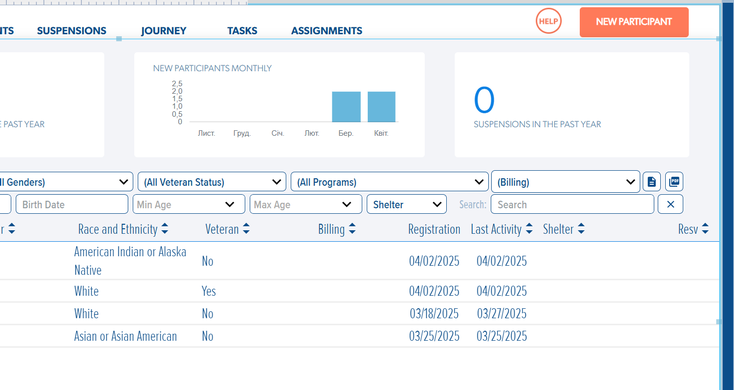 NTS SUSPENSIONS JOURNEY TASKS ASSIGNMENTS HELP NEW PARTICIPANT
PAST YEAR
NEW PARTICIPANTS MONTHLY
2,5
2,0
1,5
1,0
0,5
0
Лист. Груд. Січ. Лют. Бер. Квіт.
0
SUSPENSIONS IN THE PAST YEAR
ll Genders) (All Veteran Status) (All Programs) (Billing) PDF
Birth Date Min Age Max Age Shelter Search: Search
r Race and Ethnicity Veteran Billing Registration Last Activity Shelter Resv
American Indian or Alaska
Native No 04/02/2025 04/02/2025
White Yes 04/02/2025 04/02/2025
White No 03/18/2025 03/27/2025
Asian or Asian American No 03/25/2025 03/25/2025